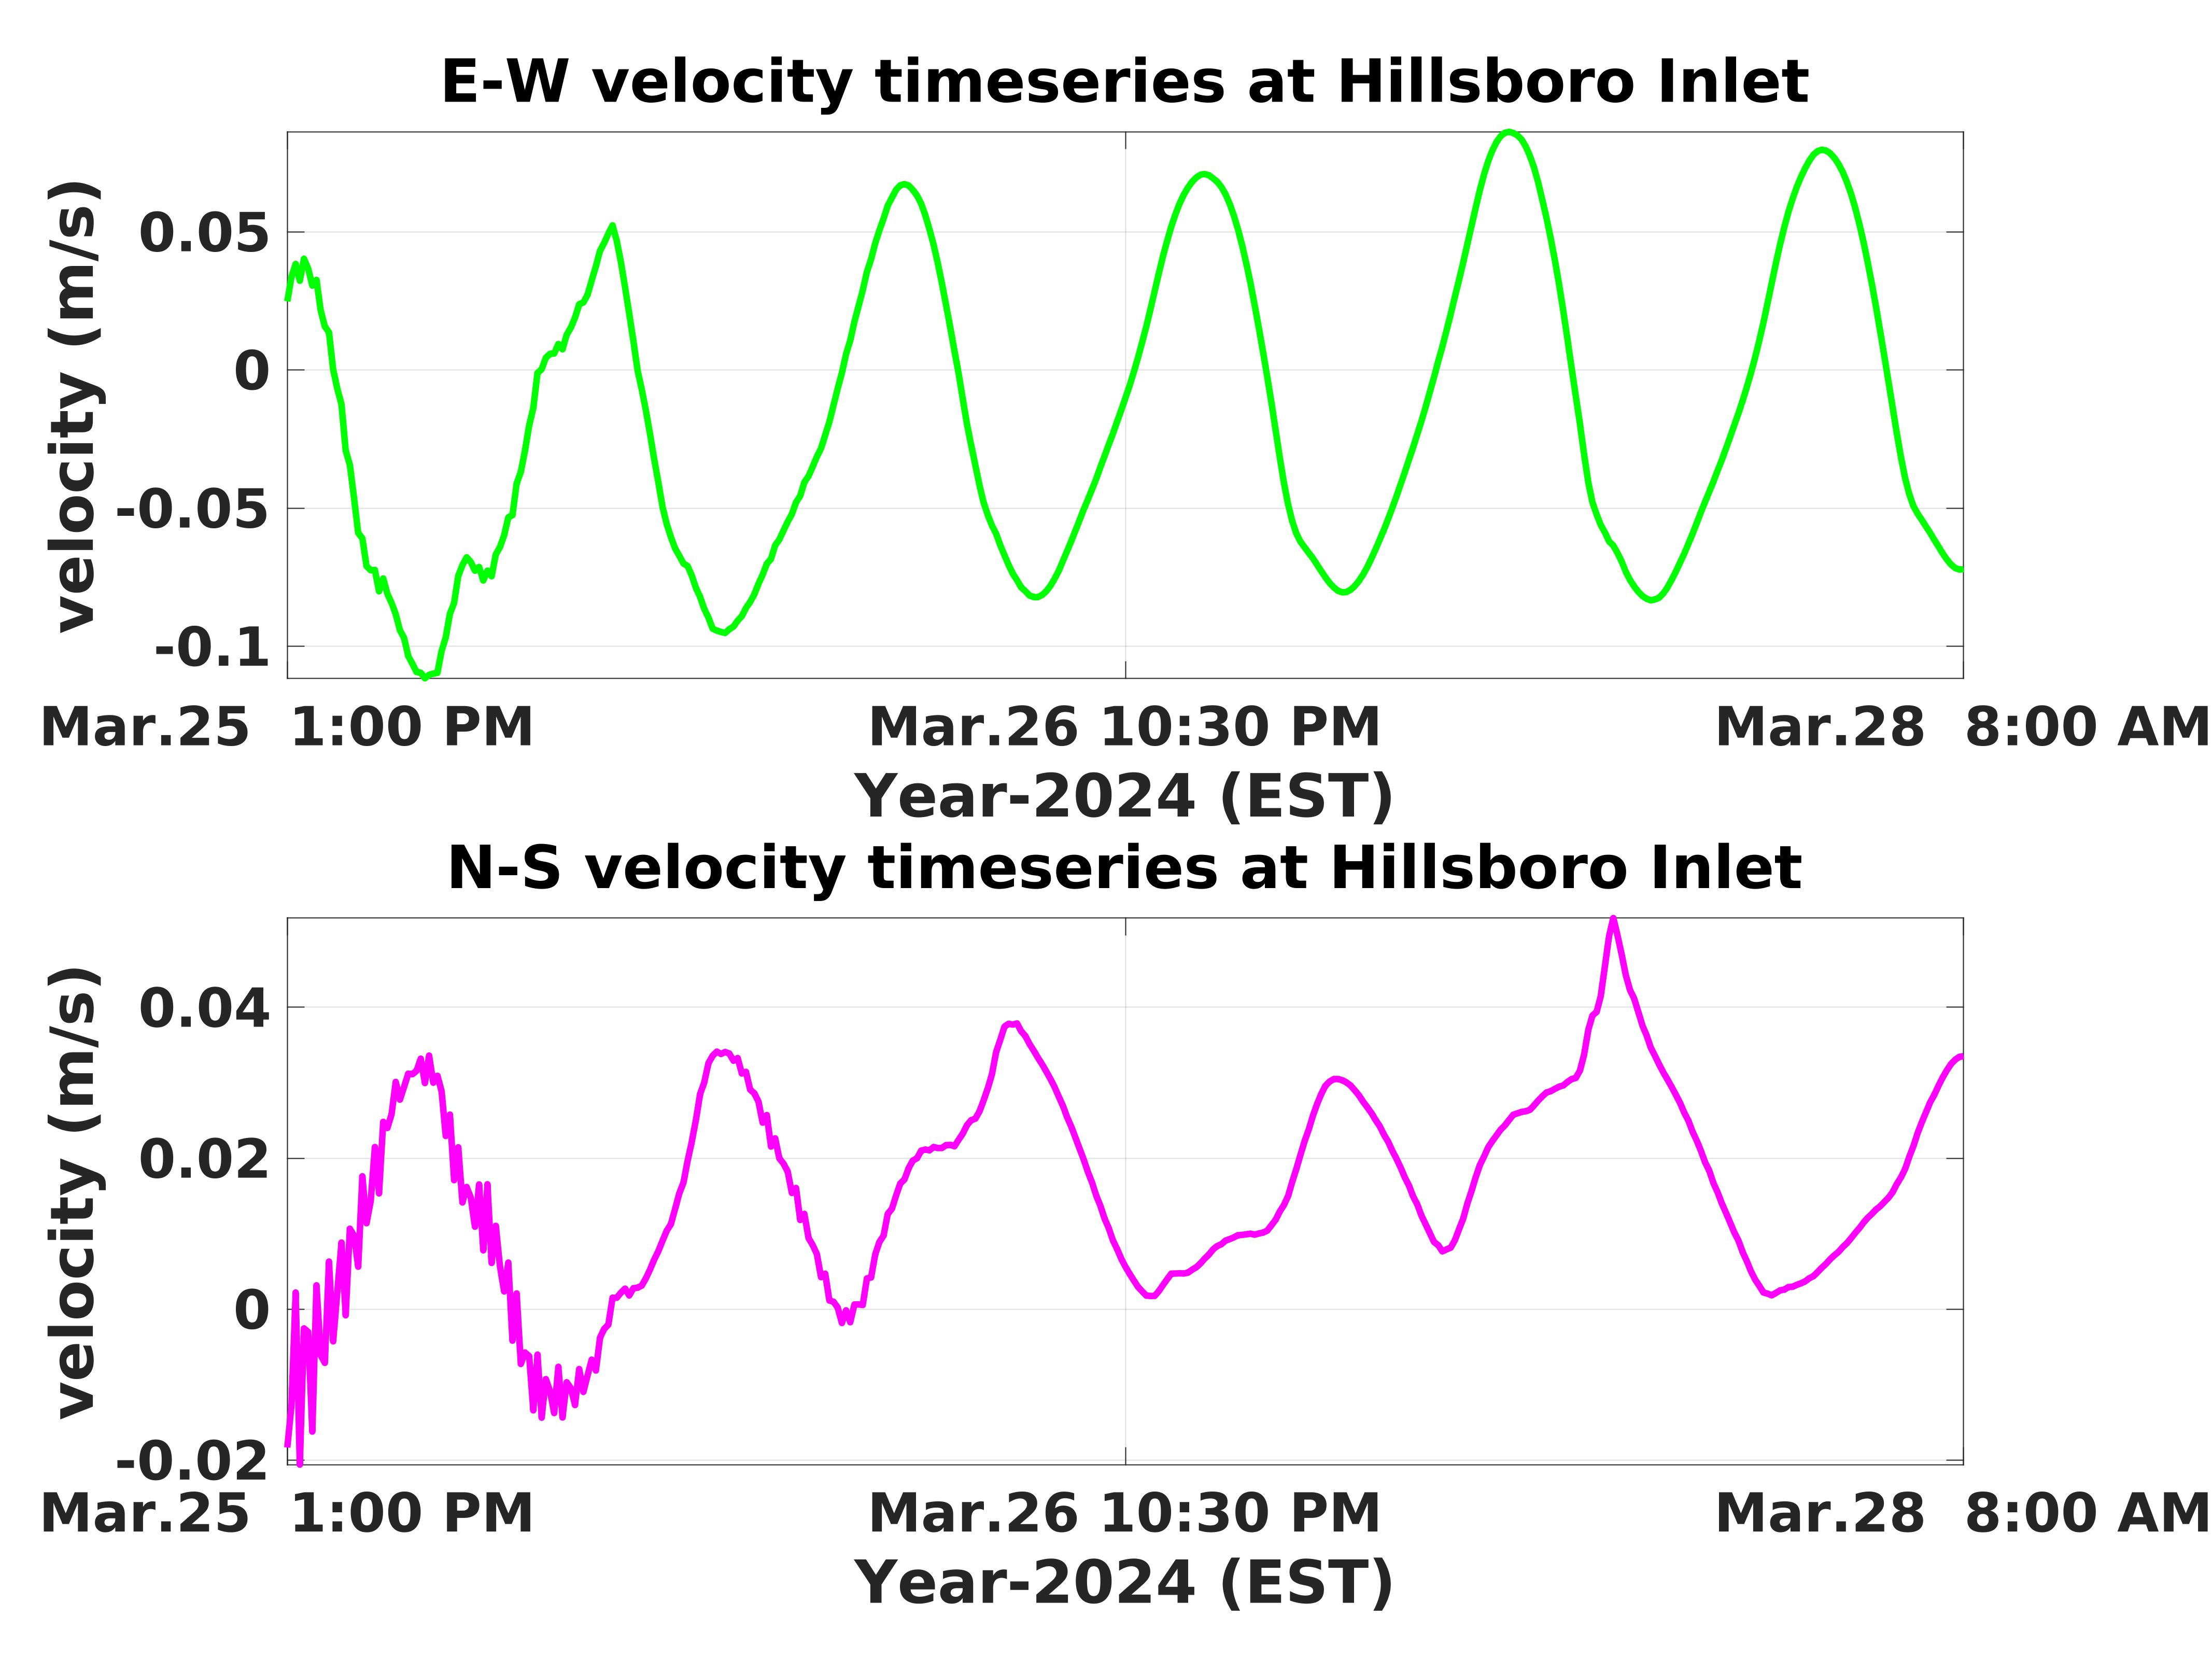 E-W velocity timeseries at Hillsboro Inlet
velocity (m/s)
0.05
0
-0.05
-0.1
Mar.25 1:00 PM Mar.26 10:30 PM Mar.28 8:00 AM
Year-2024 (EST)
N-S velocity timeseries at Hillsboro Inlet
velocity (m/s)
0.04
0.02
0
-0.02
Mar.25 1:00 PM Mar.26 10:30 PM Mar.28 8:00 AM
Year-2024 (EST)